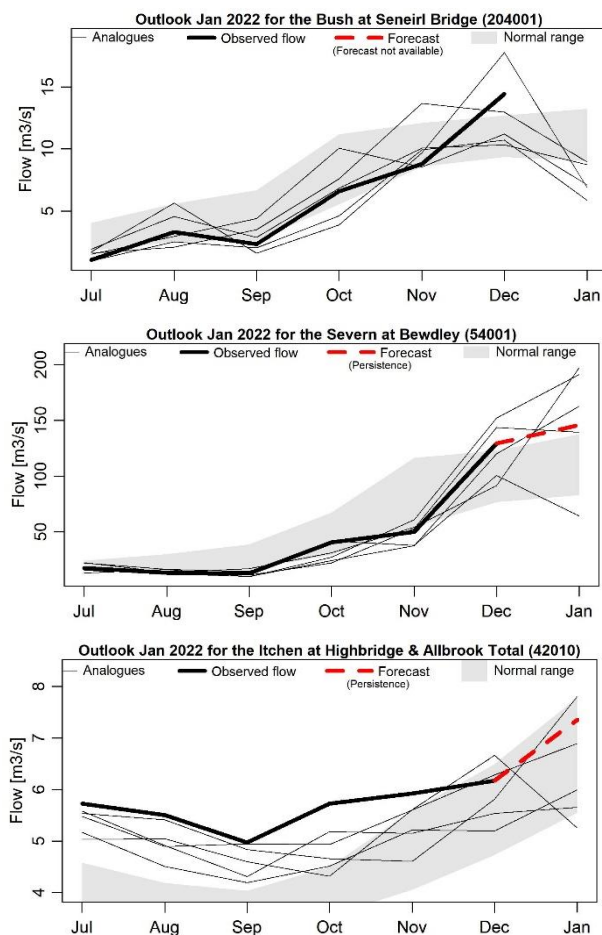 Outlook Jan 2022 for the Bush at Seneirl Bridge (204001)
Analogues Observed flow Forecast Normal range
(Forecast not available)
Flow [m3/s]
15
10
5
Jul Aug Sep Oct Nov Dec Jan
Outlook Jan 2022 for the Severn at Bewdley (54001)
Analogues Observed flow Forecast Normal range
(Persistence)
Flow [m3/s]
200
150
100
50
Jul Aug Sep Oct Nov Dec Jan
Outlook Jan 2022 for the Itchen at Highbridge & Allbrook Total (42010)
Analogues Observed flow Forecast Normal range
(Persistence)
Flow [m3/s]
8
7
6
5
4
Jul Aug Sep Oct Nov Dec Jan